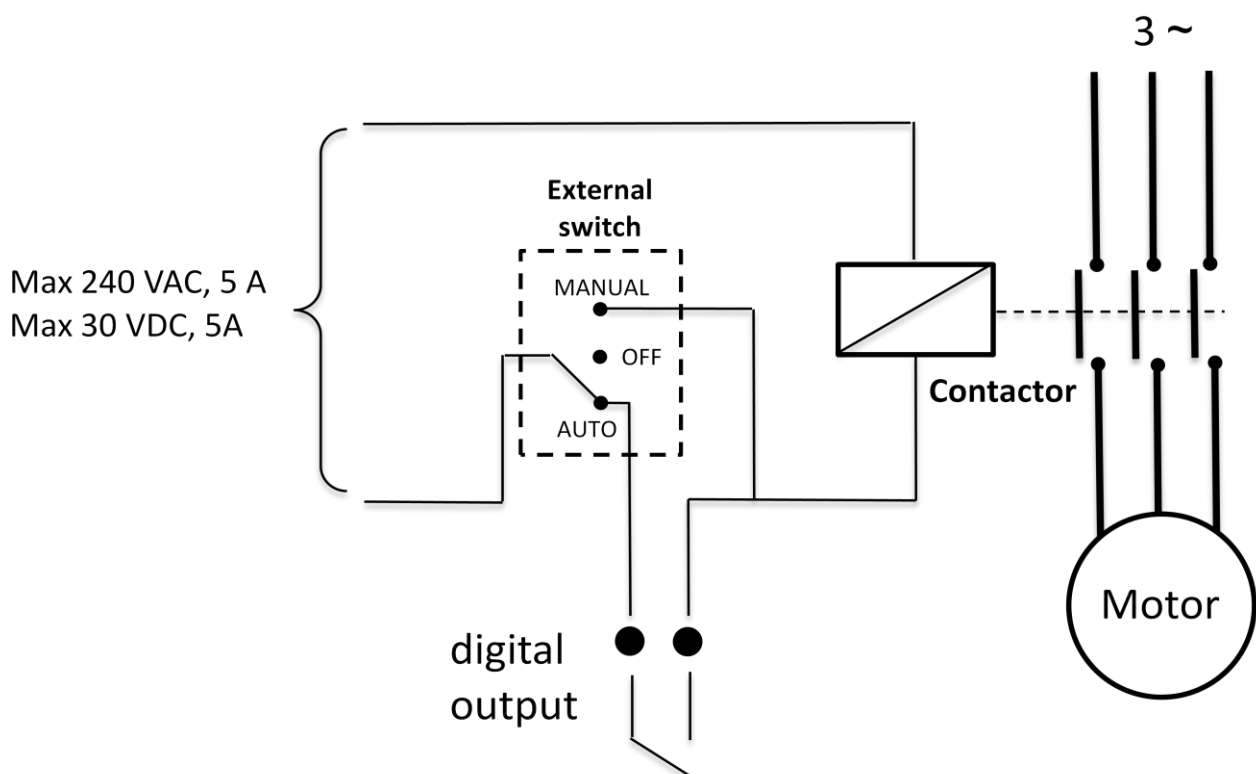 3 ~
External
switch
Max 240 VAC, 5 A
Max 30 VDC, 5A
MANUAL
OFF
AUTO
Contactor
Motor
digital
output